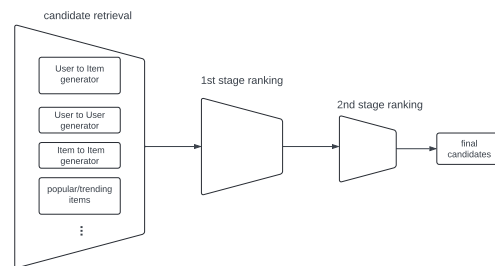 candidate retrieval
User to Item
generator
User to User
generator
Item to Item
generator
popular/trending
items
1st stage ranking
2nd stage ranking
final
candidates